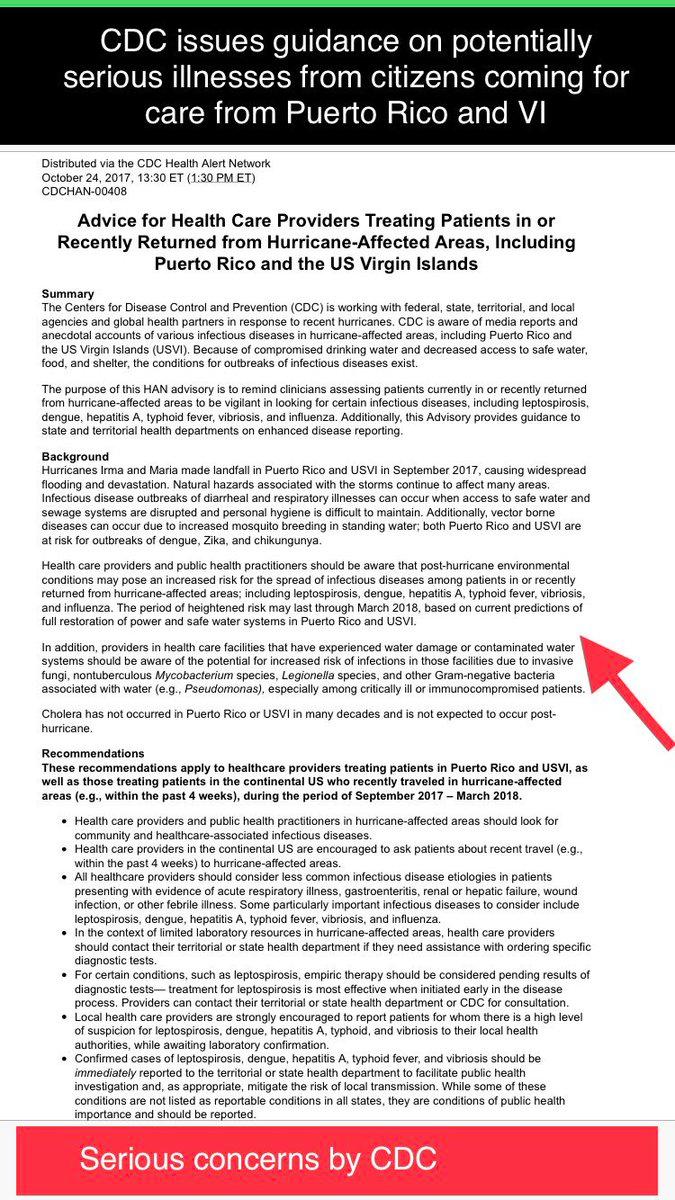 CDC issues guidance on potentially
serious illnesses from citizens coming for
care from Puerto Rico and VI
Distributed via the CDC Health Alert Network
October 24, 2017, 13:30 ET (1:30 PM ET)
CDCHAN-00408
Advice for Health Care Providers Treating Patients in or
Recently Returned from Hurricane-Affected Areas, Including
Puerto Rico and the US Virgin Islands
Summary
The Centers for Disease Control and Prevention (CDC) is working with federal, state, territorial, and local
agencies and global health partners in response to recent hurricanes. CDC is aware of media reports and
anecdotal accounts of various infectious diseases in hurricane-affected areas, including Puerto Rico and
the US Virgin Islands (USVI). Because of compromised drinking water and decreased access to safe water,
food, and shelter, the conditions for outbreaks of infectious diseases exist.
The purpose of this HAN advisory is to remind clinicians assessing patients currently in or recently returned
from hurricane-affected areas to be vigilant in looking for certain infectious diseases, including leptospirosis,
dengue, hepatitis A, typhoid fever, vibriosis, and influenza. Additionally, this Advisory provides guidance to
state and territorial health departments on enhanced disease reporting.
Background
Hurricanes Irma and Maria made landfall in Puerto Rico and USVI in September 2017, causing widespread
flooding and devastation. Natural hazards associated with the storms continue to affect many areas.
Infectious disease outbreaks of diarrheal and respiratory illnesses can occur when access to safe water and
sewage systems are disrupted and personal hygiene is difficult to maintain. Additionally, vector borne
diseases can occur due to increased mosquito breeding in standing water; both Puerto Rico and USVI are
at risk for outbreaks of dengue, Zika, and chikungunya.
Health care providers and public health practitioners should be aware that post-hurricane environmental
conditions may pose an increased risk for the spread of infectious diseases among patients in or recently
returned from hurricane-affected areas; including leptospirosis, dengue, hepatitis A, typhoid fever, vibriosis,
and influenza. The period of heightened risk may last through March 2018, based on current predictions of
full restoration of power and safe water systems in Puerto Rico and USVI.
In addition, providers in health care facilities that have experienced water damage or contaminated water
systems should be aware of the potential for increased risk of infections in those facilities due to invasive
fungi, nontuberculous Mycobacterium species, Legionella species, and other Gram-negative bacteria
associated with water (e.g., Pseudomonas), especially among critically ill or immunocompromised patients.
Cholera has not occurred in Puerto Rico or USVI in many decades and is not expected to occur post-
hurricane.
Recommendations
These recommendations apply to healthcare providers treating patients in Puerto Rico and USVI, as
well as those treating patients in the continental US who recently traveled in hurricane-affected
areas (e.g., within the past 4 weeks), during the period of September 2017 – March 2018.
• Health care providers and public health practitioners in hurricane-affected areas should look for
community and healthcare-associated infectious diseases.
• Health care providers in the continental US are encouraged to ask patients about recent travel (e.g.,
within the past 4 weeks) to hurricane-affected areas.
• All healthcare providers should consider less common infectious disease etiologies in patients
presenting with evidence of acute respiratory illness, gastroenteritis, renal or hepatic failure, wound
infection, or other febrile illness. Some particularly important infectious diseases to consider include
leptospirosis, dengue, hepatitis A, typhoid fever, vibriosis, and influenza.
• In the context of limited laboratory resources in hurricane-affected areas, health care providers
should contact their territorial or state health department if they need assistance with ordering specific
diagnostic tests.
• For certain conditions, such as leptospirosis, empiric therapy should be considered pending results of
diagnostic tests— treatment for leptospirosis is most effective when initiated early in the disease
process. Providers can contact their territorial or state health department or CDC for consultation.
• Local health care providers are strongly encouraged to report patients for whom there is a high level
of suspicion for leptospirosis, dengue, hepatitis A, typhoid, and vibriosis to their local health
authorities, while awaiting laboratory confirmation.
• Confirmed cases of leptospirosis, dengue, hepatitis A, typhoid fever, and vibriosis should be
immediately reported to the territorial or state health department to facilitate public health
investigation and, as appropriate, mitigate the risk of local transmission. While some of these
conditions are not listed as reportable conditions in all states, they are conditions of public health
importance and should be reported.
Serious concerns by CDC